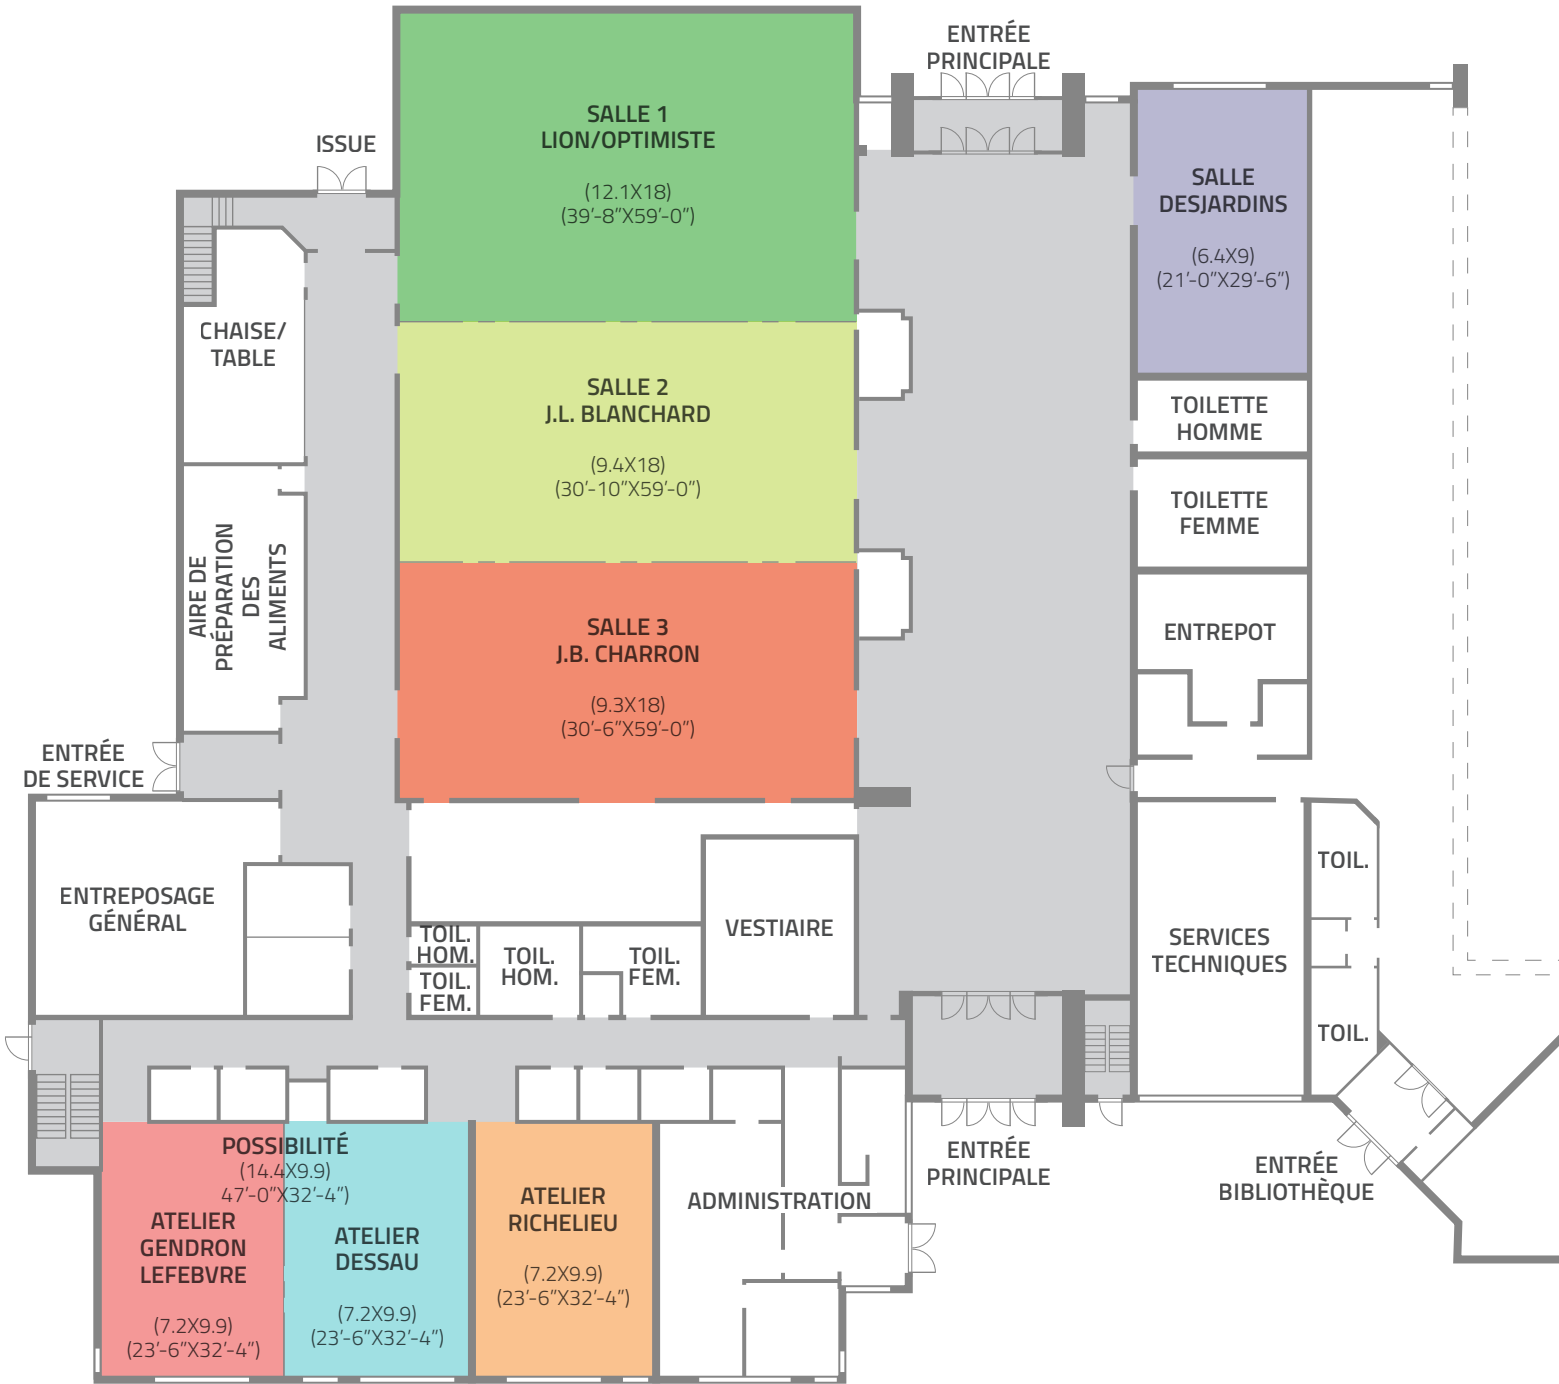 ENTRÉE
PRINCIPALE
SALLE 1
LION/OPTIMISTE
(12.1X18)
(39'-8"X59'-0")
ISSUE
SALLE
DESJARDINS
(6.4X9)
(21'-0"X29'-6")
CHAISE/
TABLE
SALLE 2
J.L. BLANCHARD
(9.4X18)
(30'-10"X59'-0")
TOILETTE
HOMME
TOILETTE
FEMME
AIRE DE
PRÉPARATION
DES
ALIMENTS
SALLE 3
J.B. CHARRON
(9.3X18)
(30'-6"X59'-0")
ENTREPOT
ENTRÉE
DE SERVICE
ENTREPOSAGE
GÉNÉRAL
TOIL.
HOM.
TOIL.
FEM.
TOIL.
HOM.
TOIL.
FEM.
VESTIAIRE
SERVICES
TECHNIQUES
TOIL.
TOIL.
POSSIBILITÉ
(14.4X9.9)
47'-0"X32'-4")
ATELIER
GENDRON
LEFEBVRE
(7.2X9.9)
(23'-6"X32'-4")
ATELIER
DESSAU
(7.2X9.9)
(23'-6"X32'-4")
ATELIER
RICHELIEU
(7.2X9.9)
(23'-6"X32'-4")
ADMINISTRATION
ENTRÉE
PRINCIPALE
ENTRÉE
BIBLIOTHÈQUE